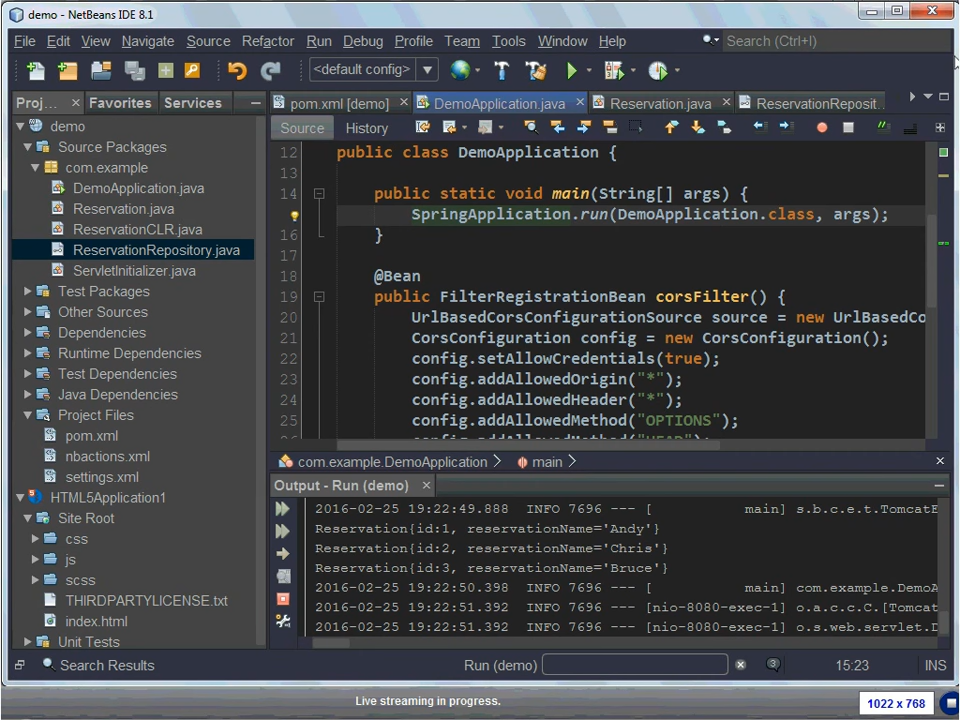 demo - NetBeans IDE 8.1
File Edit View Navigate Source Refactor Run Debug Profile Team Tools Window Help Search (Ctrl+I)
<default config>
Proj... Favorites Services
pom.xml [demo] DemoApplication.java Reservation.java ReservationReposit
Source History
demo
Source Packages
com.example
DemoApplication.java
Reservation.java
ReservationCLR.java
ReservationRepository.java
ServletInitializer.java
Test Packages
Other Sources
Dependencies
Runtime Dependencies
Test Dependencies
Java Dependencies
Project Files
pom.xml
nbactions.xml
settings.xml
HTML5Application1
Site Root
css
js
scss
THIRDPARTYLICENSE.txt
index.html
Unit Tests
12 public class DemoApplication {
13
14 public static void main(String[] args) {
SpringApplication.run(DemoApplication.class, args);
16 }
17
18 @Bean
19 public FilterRegistrationBean corsFilter() {
20 UrlBasedCorsConfigurationSource source = new UrlBasedCo
21 CorsConfiguration config = new CorsConfiguration();
22 config.setAllowCredentials(true);
23 config.addAllowedOrigin("*");
24 config.addAllowedHeader("*");
25 config.addAllowedMethod("OPTIONS");
com.example.DemoApplication main
Output - Run (demo)
2016-02-25 19:22:49.888 INFO 7696 --- [ main] s.b.c.e.t.TomcatE
Reservation{id:1, reservationName='Andy'}
Reservation{id:2, reservationName='Chris'}
Reservation{id:3, reservationName='Bruce'}
2016-02-25 19:22:50.398 INFO 7696 --- [ main] com.example.DemoA
2016-02-25 19:22:51.392 INFO 7696 --- [nio-8080-exec-1] o.a.c.c.C.[Tomcat
2016-02-25 19:22:51.392 INFO 7696 --- [nio-8080-exec-1] o.s.web.servlet.D
Search Results Run (demo) 3 15:23 INS
Live streaming in progress.
1022 x 768